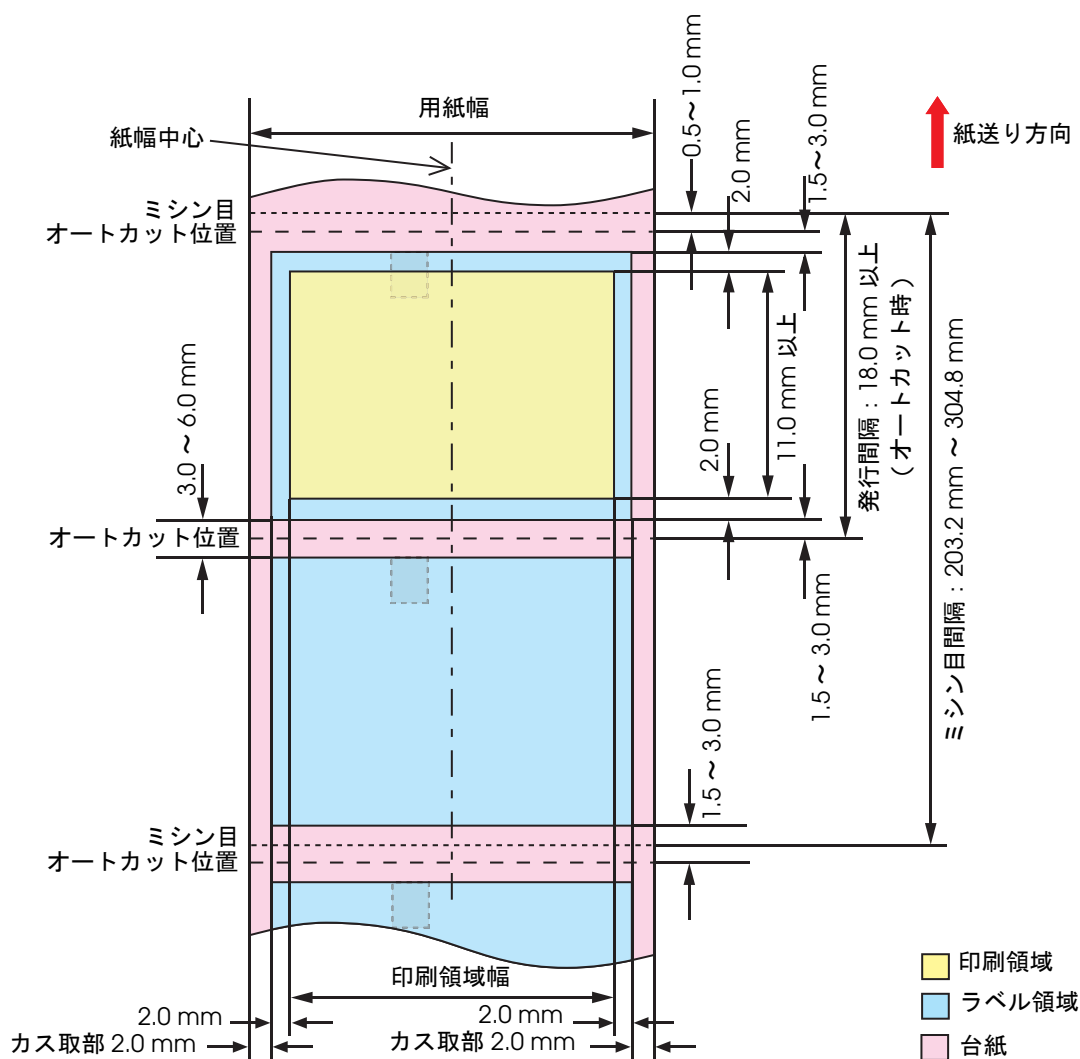 用紙幅
紙幅中心
0.5～1.0 mm
2.0 mm
1.5～3.0 mm
紙送り方向
ミシン目
オートカット位置
3.0 ～ 6.0 mm
2.0 mm
11.0 mm 以上
発行間隔：18.0 mm 以上
（オートカット時）
ミシン目間隔：203.2 mm ～ 304.8 mm
オートカット位置
1.5 ～ 3.0 mm
1.5 ～ 3.0 mm
ミシン目
オートカット位置
印刷領域幅
2.0 mm
2.0 mm
カス取部 2.0 mm
カス取部 2.0 mm
印刷領域
ラベル領域
台紙